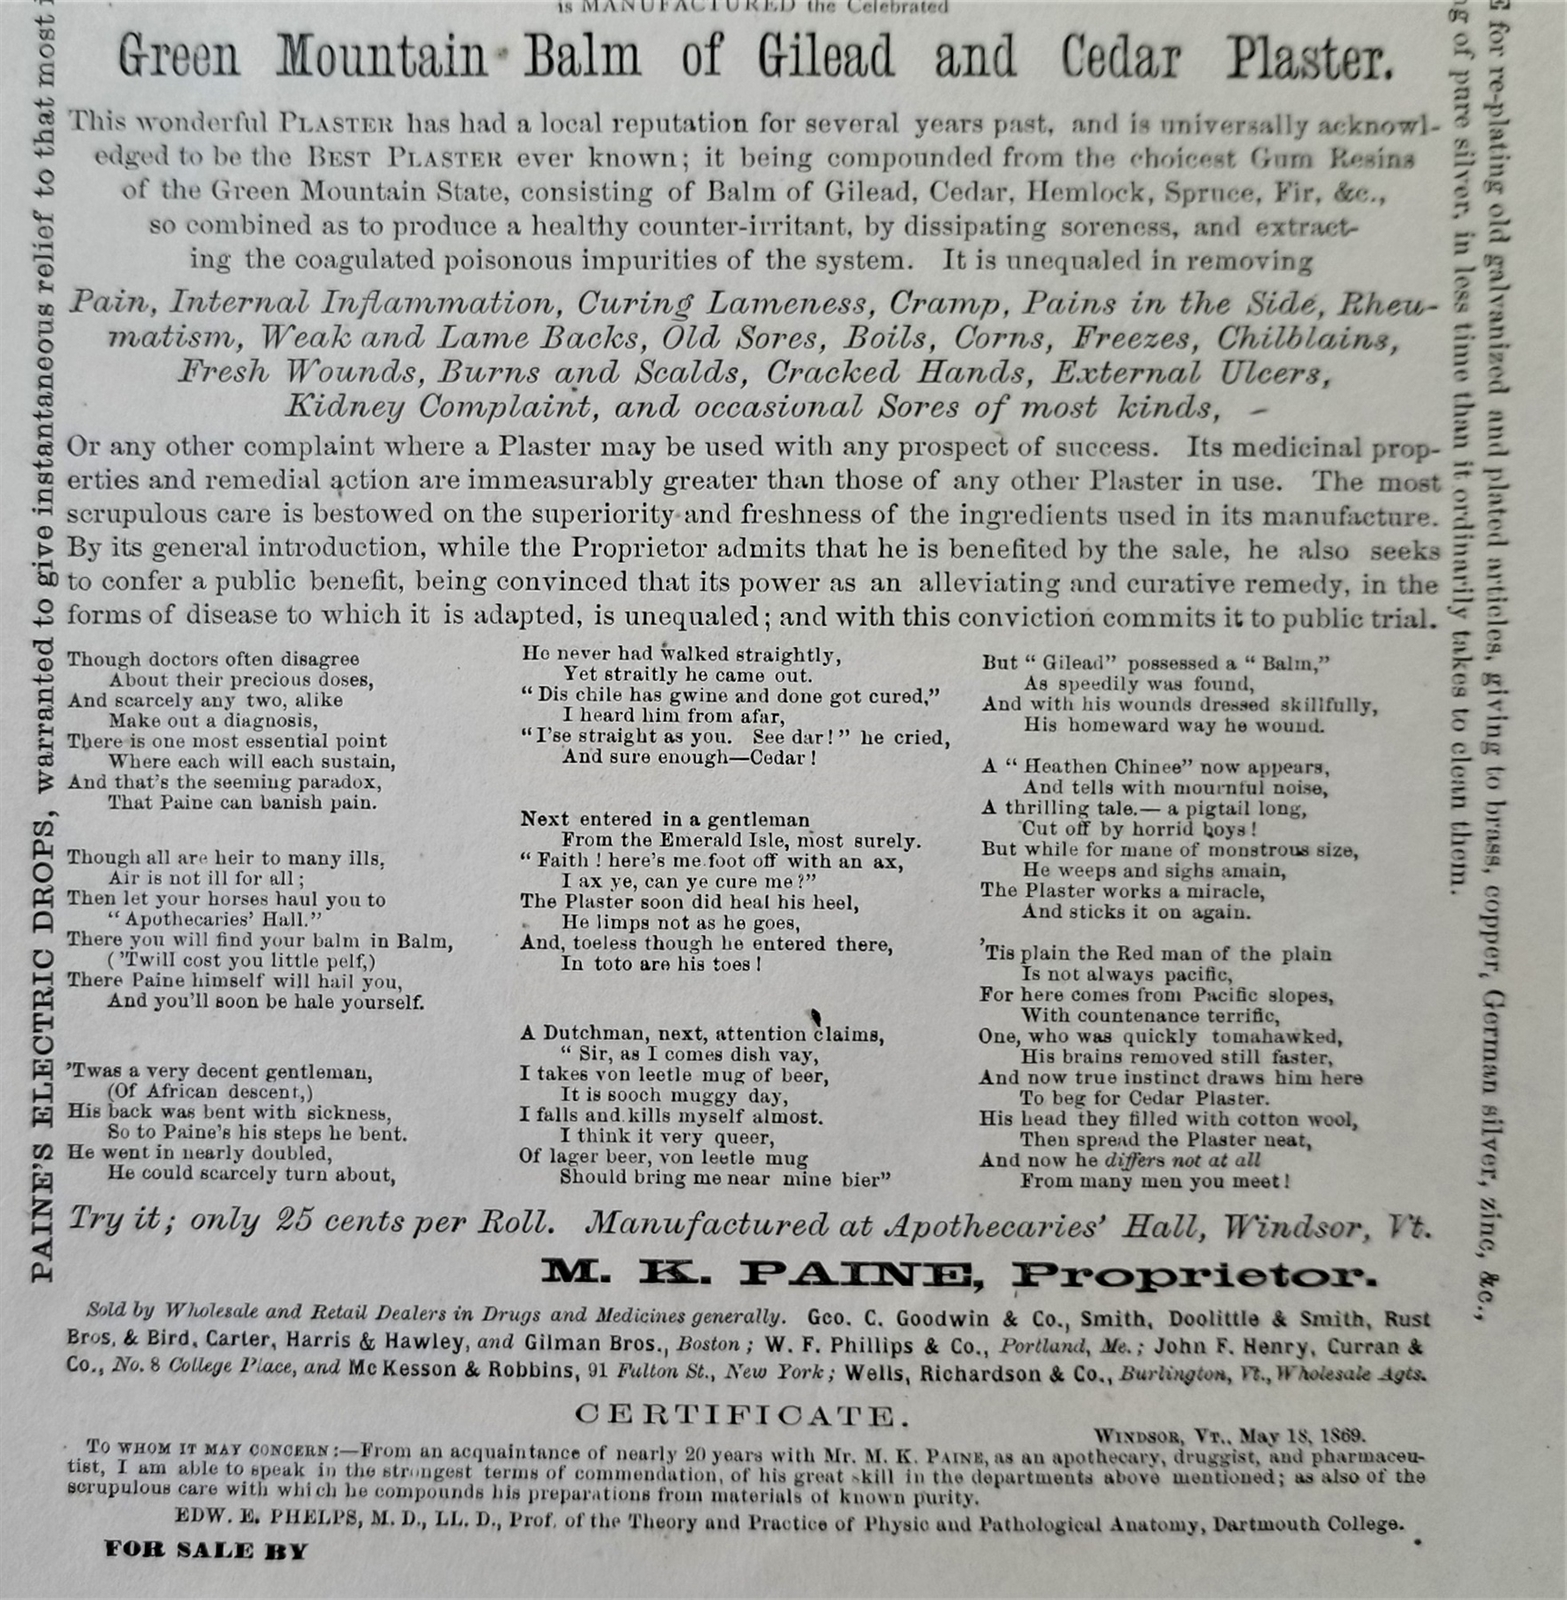 is MANUFACTURED the Celebrated
Green Mountain Balm of Gilead and Cedar Plaster.
This wonderful PLASTER has had a local reputation for several years past, and is universally acknowl-
edged to be the BEST PLASTER ever known; it being compounded from the choicest Gum Resins
of the Green Mountain State, consisting of Balm of Gilead, Cedar, Hemlock, Spruce, Fir, &c.,
so combined as to produce a healthy counter-irritant, by dissipating soreness, and extract-
ing the coagulated poisonous impurities of the system. It is unequaled in removing
Pain, Internal Inflammation, Curing Lameness, Cramp, Pains in the Side, Rheu-
matism, Weak and Lame Backs, Old Sores, Boils, Corns, Freezes, Chilblains,
Fresh Wounds, Burns and Scalds, Cracked Hands, External Ulcers,
Kidney Complaint, and occasional Sores of most kinds, -
Or any other complaint where a Plaster may be used with any prospect of success. Its medicinal prop-
erties and remedial action are immeasurably greater than those of any other Plaster in use. The most
scrupulous care is bestowed on the superiority and freshness of the ingredients used in its manufacture.
By its general introduction, while the Proprietor admits that he is benefited by the sale, he also seeks
to confer a public benefit, being convinced that its power as an alleviating and curative remedy, in the
forms of disease to which it is adapted, is unequaled; and with this conviction commits it to public trial.
Though doctors often disagree
About their precious doses,
And scarcely any two, alike
Make out a diagnosis,
There is one most essential point
Where each will each sustain,
And that's the seeming paradox,
That Paine can banish pain.
Though all are heir to many ills,
Air is not ill for all;
Then let your horses haul you to
"Apothecaries' Hall."
There you will find your balm in Balm,
('Twill cost you little pelf,)
There Paine himself will hail you,
And you'll soon be hale yourself.
'Twas a very decent gentleman,
(Of African descent,)
His back was bent with sickness,
So to Paine's his steps he bent.
He went in nearly doubled,
He could scarcely turn about,
He never had walked straightly,
Yet straitly he came out.
"Dis chile has gwine and done got cured,"
I heard him from afar,
"I'se straight as you. See dar!" he cried,
And sure enough—Cedar!
Next entered in a gentleman
From the Emerald Isle, most surely.
"Faith! here's me foot off with an ax,
I ax ye, can ye cure me?"
The Plaster soon did heal his heel,
He limps not as he goes,
And, toeless though he entered there,
In toto are his toes!
A Dutchman, next, attention claims,
"Sir, as I comes dish vay,
I takes von leetle mug of beer,
It is sooch muggy day,
I falls and kills myself almost.
I think it very queer,
Of lager beer, von leetle mug
Should bring me near mine bier"
But "Gilead" possessed a "Balm,"
As speedily was found,
And with his wounds dressed skillfully,
His homeward way he wound.
A "Heathen Chinee" now appears,
And tells with mournful noise,
A thrilling tale.— a pigtail long,
Cut off by horrid boys!
But while for mane of monstrous size,
He weeps and sighs amain,
The Plaster works a miracle,
And sticks it on again.
'Tis plain the Red man of the plain
Is not always pacific,
For here comes from Pacific slopes,
With countenance terrific,
One, who was quickly tomahawked,
His brains removed still faster,
And now true instinct draws him here
To beg for Cedar Plaster.
His head they filled with cotton wool,
Then spread the Plaster neat,
And now he differs not at all
From many men you meet!
Try it; only 25 cents per Roll. Manufactured at Apothecaries' Hall, Windsor, Vt.
M. K. PAINE, Proprietor.
Sold by Wholesale and Retail Dealers in Drugs and Medicines generally. Geo. C. Goodwin & Co., Smith, Doolittle & Smith, Rust
Bros, & Bird, Carter, Harris & Hawley, and Gilman Bros., Boston; W. F. Phillips & Co., Portland, Me.; John F. Henry, Curran &
Co., No. 8 College Place, and McKesson & Robbins, 91 Fulton St., New York; Wells, Richardson & Co., Burlington, Vt., Wholesale Agts.
CERTIFICATE.
WINDSOR, VT., May 18, 1869.
TO WHOM IT MAY CONCERN:—From an acquaintance of nearly 20 years with Mr. M. K. PAINE, as an apothecary, druggist, and pharmaceu-
tist, I am able to speak in the strongest terms of commendation, of his great skill in the departments above mentioned; as also of the
scrupulous care with which he compounds his preparations from materials of known purity.
EDW. E. PHELPS, M. D., LL. D., Prof. of the Theory and Practice of Physic and Pathological Anatomy, Dartmouth College.
FOR SALE BY
PAINE'S ELECTRIC DROPS, warranted to give instantaneous relief to that most
for re-plating old galvanized and plated articles, giving to brass, copper, German silver, zinc, &c.,
of pure silver, in less time than it ordinarily takes to clean them.